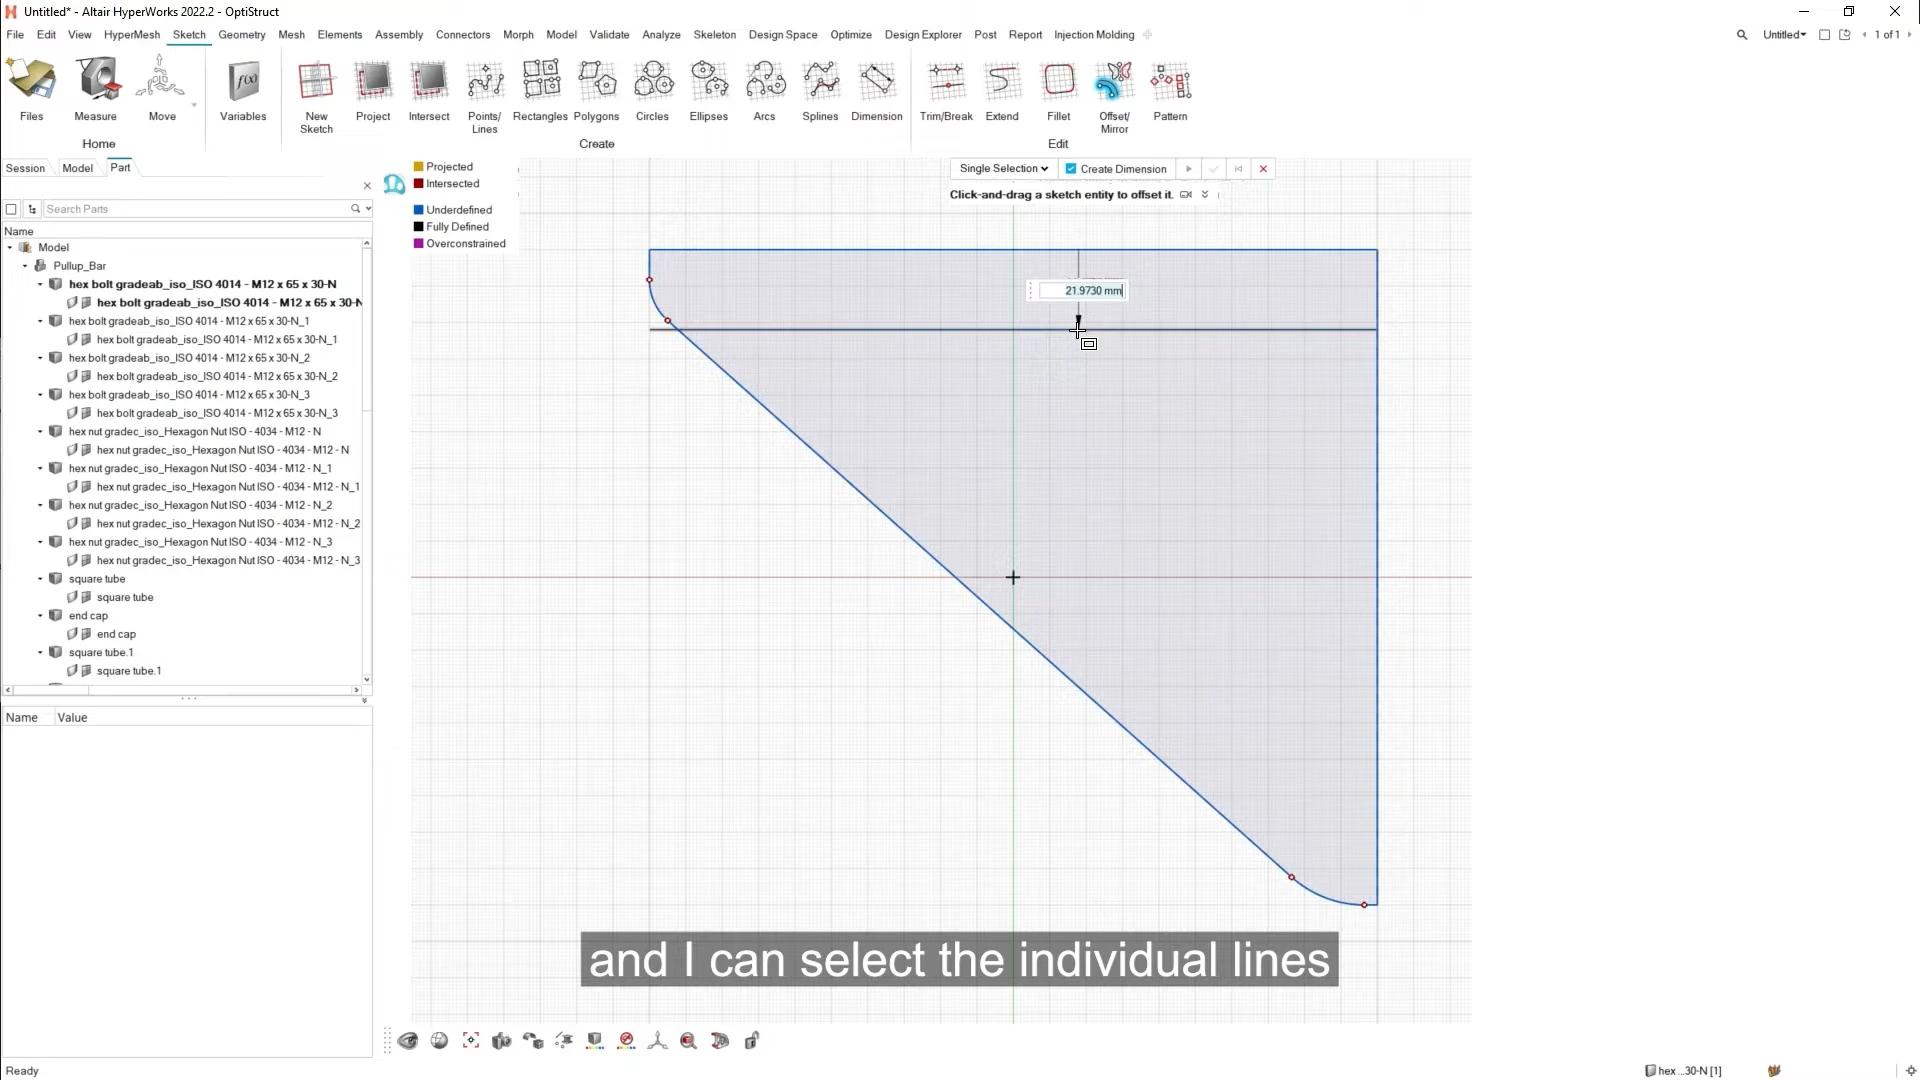 Untitled* - Altair HyperWorks 2022.2 - OptiStruct
File Edit View HyperMesh Sketch Geometry Mesh Elements Assembly Connectors Morph Model Validate Analyze Skeleton Design Space Optimize Design Explorer Post Report Injection Molding
Untitled
1 of 1
Files Measure Move
Home
Variables
f(x)
New Sketch Project Intersect Points/ Lines Rectangles Polygons Circles Ellipses Arcs Splines Dimension
Create
Trim/Break Extend Fillet Offset/ Mirror Pattern
Edit
Session Model Part
Search Parts
Name
Model
Pullup_Bar
hex bolt gradeab_iso_ISO 4014 - M12 x 65 x 30-N
hex bolt gradeab_iso_ISO 4014 - M12 x 65 x 30-N
hex bolt gradeab_iso_ISO 4014 - M12 x 65 x 30-N_1
hex bolt gradeab_iso_ISO 4014 - M12 x 65 x 30-N_1
hex bolt gradeab_iso_ISO 4014 - M12 x 65 x 30-N_2
hex bolt gradeab_iso_ISO 4014 - M12 x 65 x 30-N_2
hex bolt gradeab_iso_ISO 4014 - M12 x 65 x 30-N_3
hex bolt gradeab_iso_ISO 4014 - M12 x 65 x 30-N_3
hex nut gradec_iso_Hexagon Nut ISO - 4034 - M12 - N
hex nut gradec_iso_Hexagon Nut ISO - 4034 - M12 - N
hex nut gradec_iso_Hexagon Nut ISO - 4034 - M12 - N_1
hex nut gradec_iso_Hexagon Nut ISO - 4034 - M12 - N_1
hex nut gradec_iso_Hexagon Nut ISO - 4034 - M12 - N_2
hex nut gradec_iso_Hexagon Nut ISO - 4034 - M12 - N_2
hex nut gradec_iso_Hexagon Nut ISO - 4034 - M12 - N_3
hex nut gradec_iso_Hexagon Nut ISO - 4034 - M12 - N_3
square tube
square tube
end cap
end cap
square tube.1
square tube.1
Name Value
Projected
Intersected
Underdefined
Fully Defined
Overconstrained
Single Selection Create Dimension
Click-and-drag a sketch entity to offset it.
21.9730 mm
and I can select the individual lines
Ready
hex ...30-N [1]